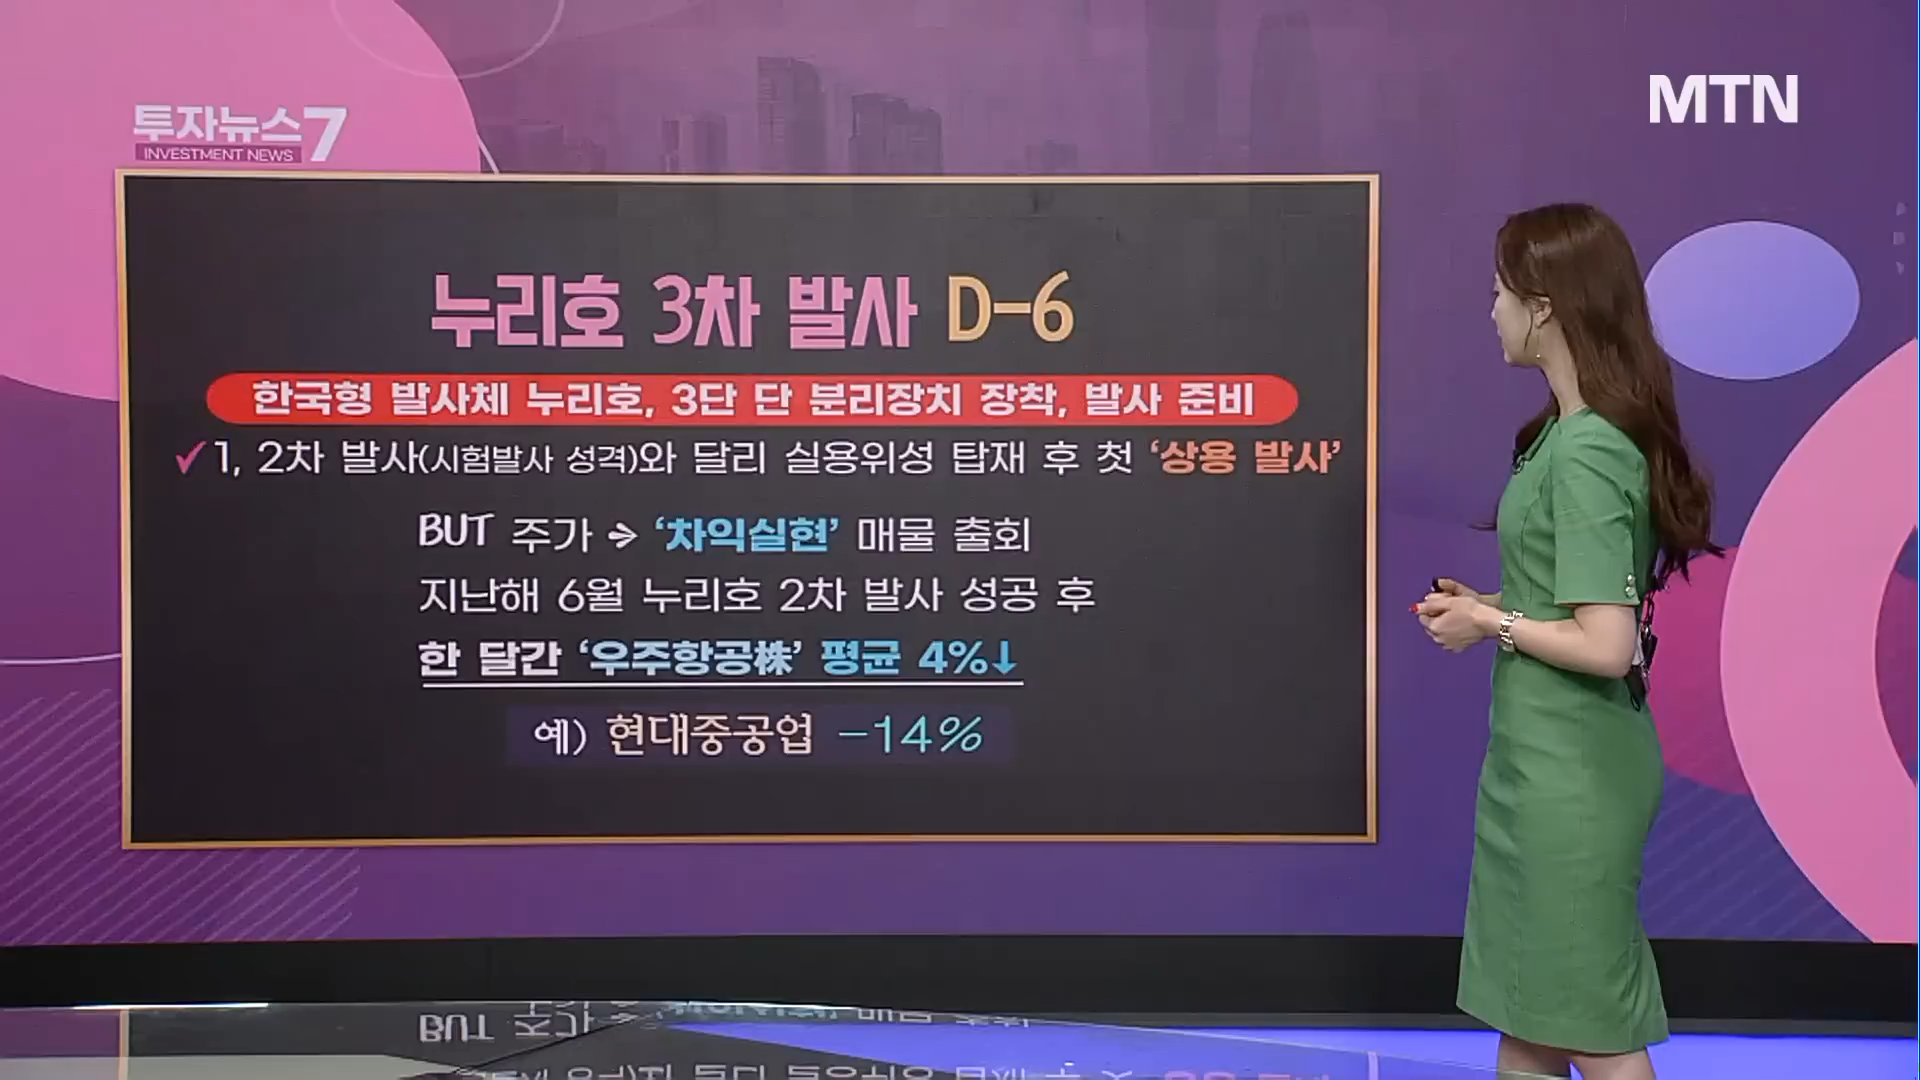 MTN
투자뉴스7
INVESTMENT NEWS
누리호 3차 발사 D-6
한국형 발사체 누리호, 3단 단 분리장치 장착, 발사 준비
✓1, 2차 발사(시험발사 성격)와 달리 실용위성 탑재 후 첫 ‘상용 발사’
BUT 주가 → ‘차익실현’ 매물 출회
지난해 6월 누리호 2차 발사 성공 후
한 달간 ‘우주항공株’ 평균 4%↓
예) 현대중공업 -14%